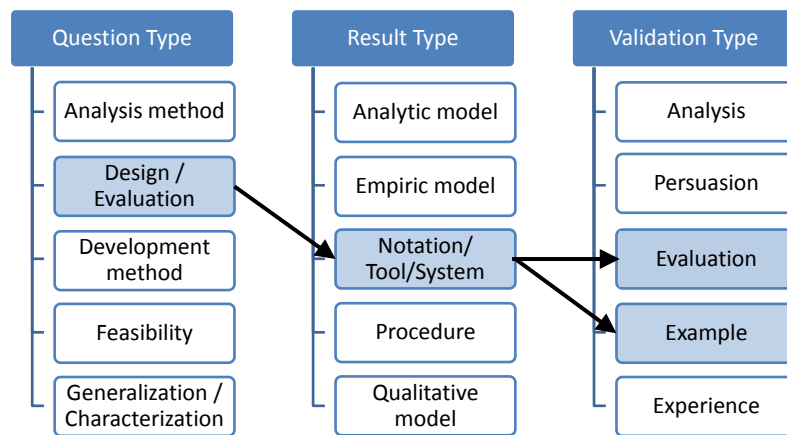 Question Type
Analysis method
Design /
Evaluation
Development
method
Feasibility
Generalization /
Characterization
Result Type
Analytic model
Empiric model
Notation/
Tool/System
Procedure
Qualitative
model
Validation Type
Analysis
Persuasion
Evaluation
Example
Experience